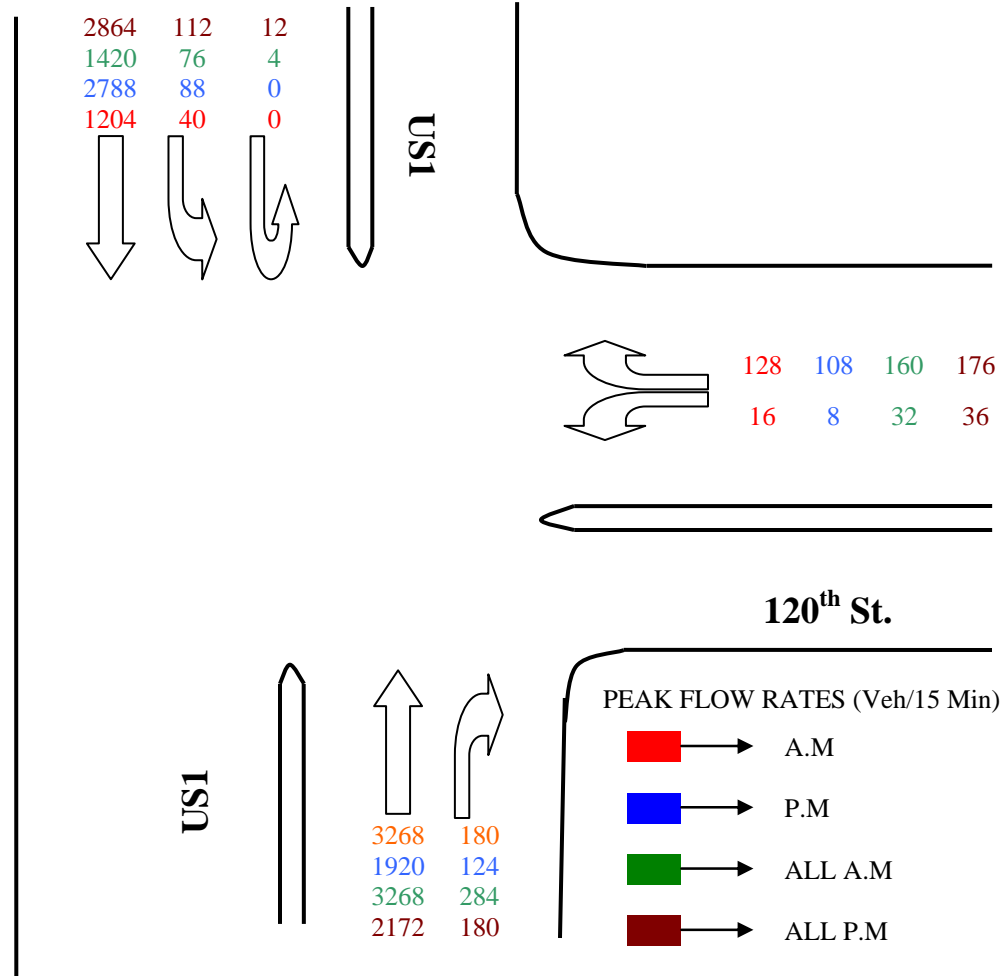 2864 112 12
1420 76 4
2788 88 0
1204 40 0
US1
128 108 160 176
16 8 32 36
120th St.
US1
3268 180
1920 124
3268 284
2172 180
PEAK FLOW RATES (Veh/15 Min)
A.M
P.M
ALL A.M
ALL P.M